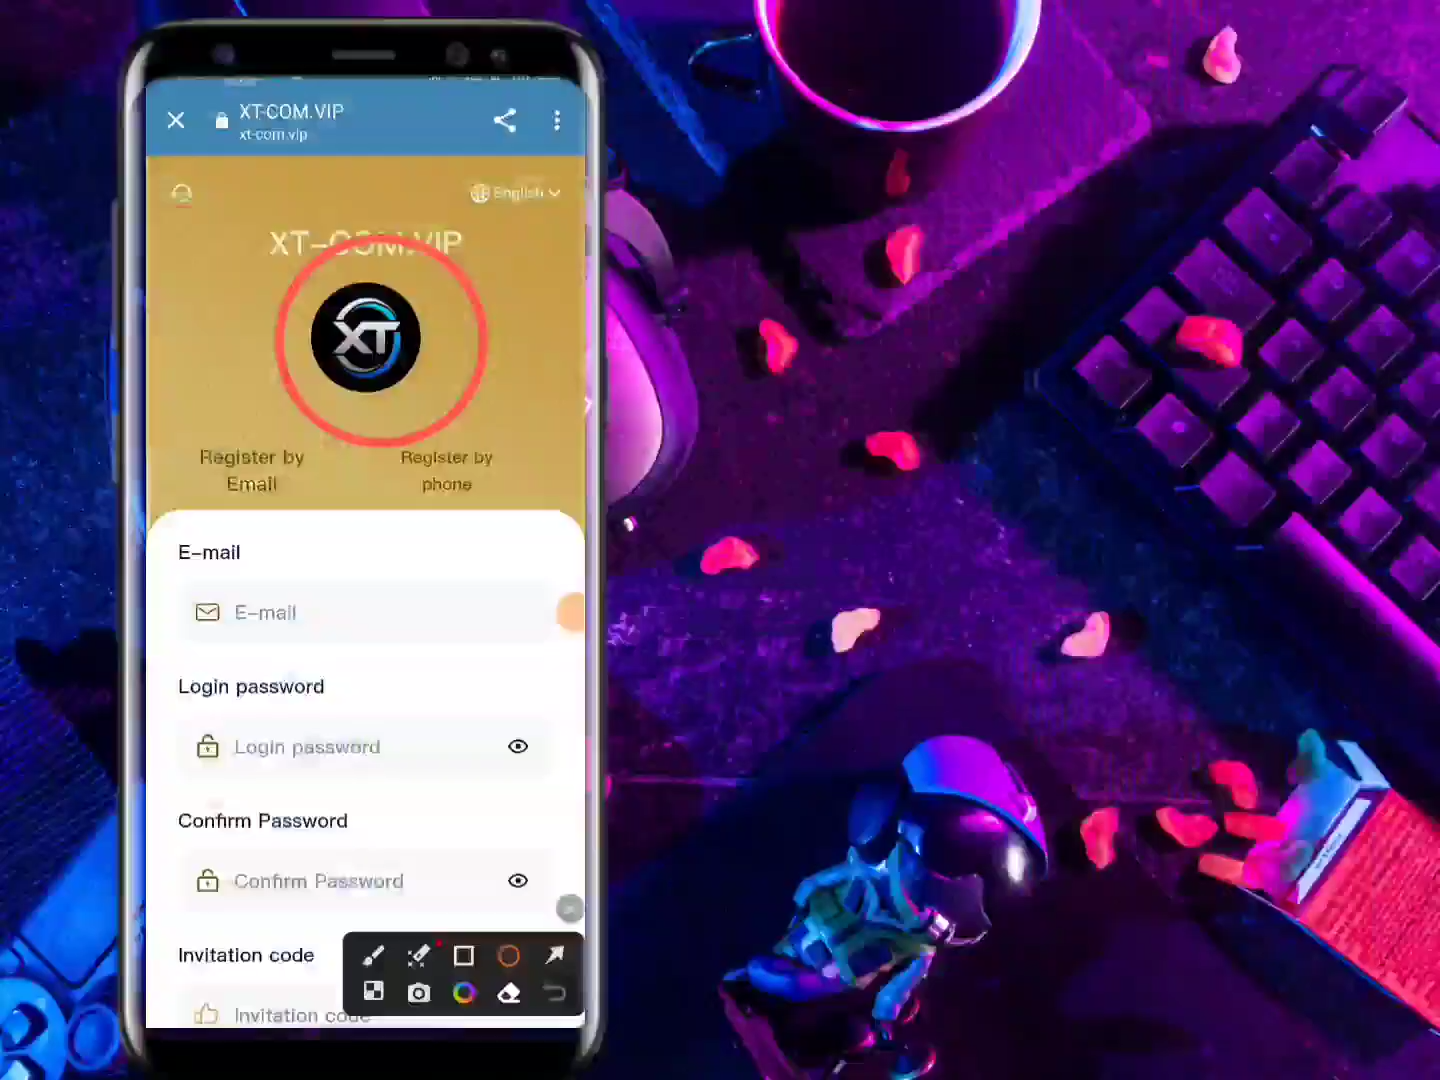 XT-COM.VIP
xt-com.vip
English
XT-COM.VIP
XT
Register by
Email
Register by
phone
E-mail
E-mail
Login password
Login password
Confirm Password
Confirm Password
Invitation code
Invitation code